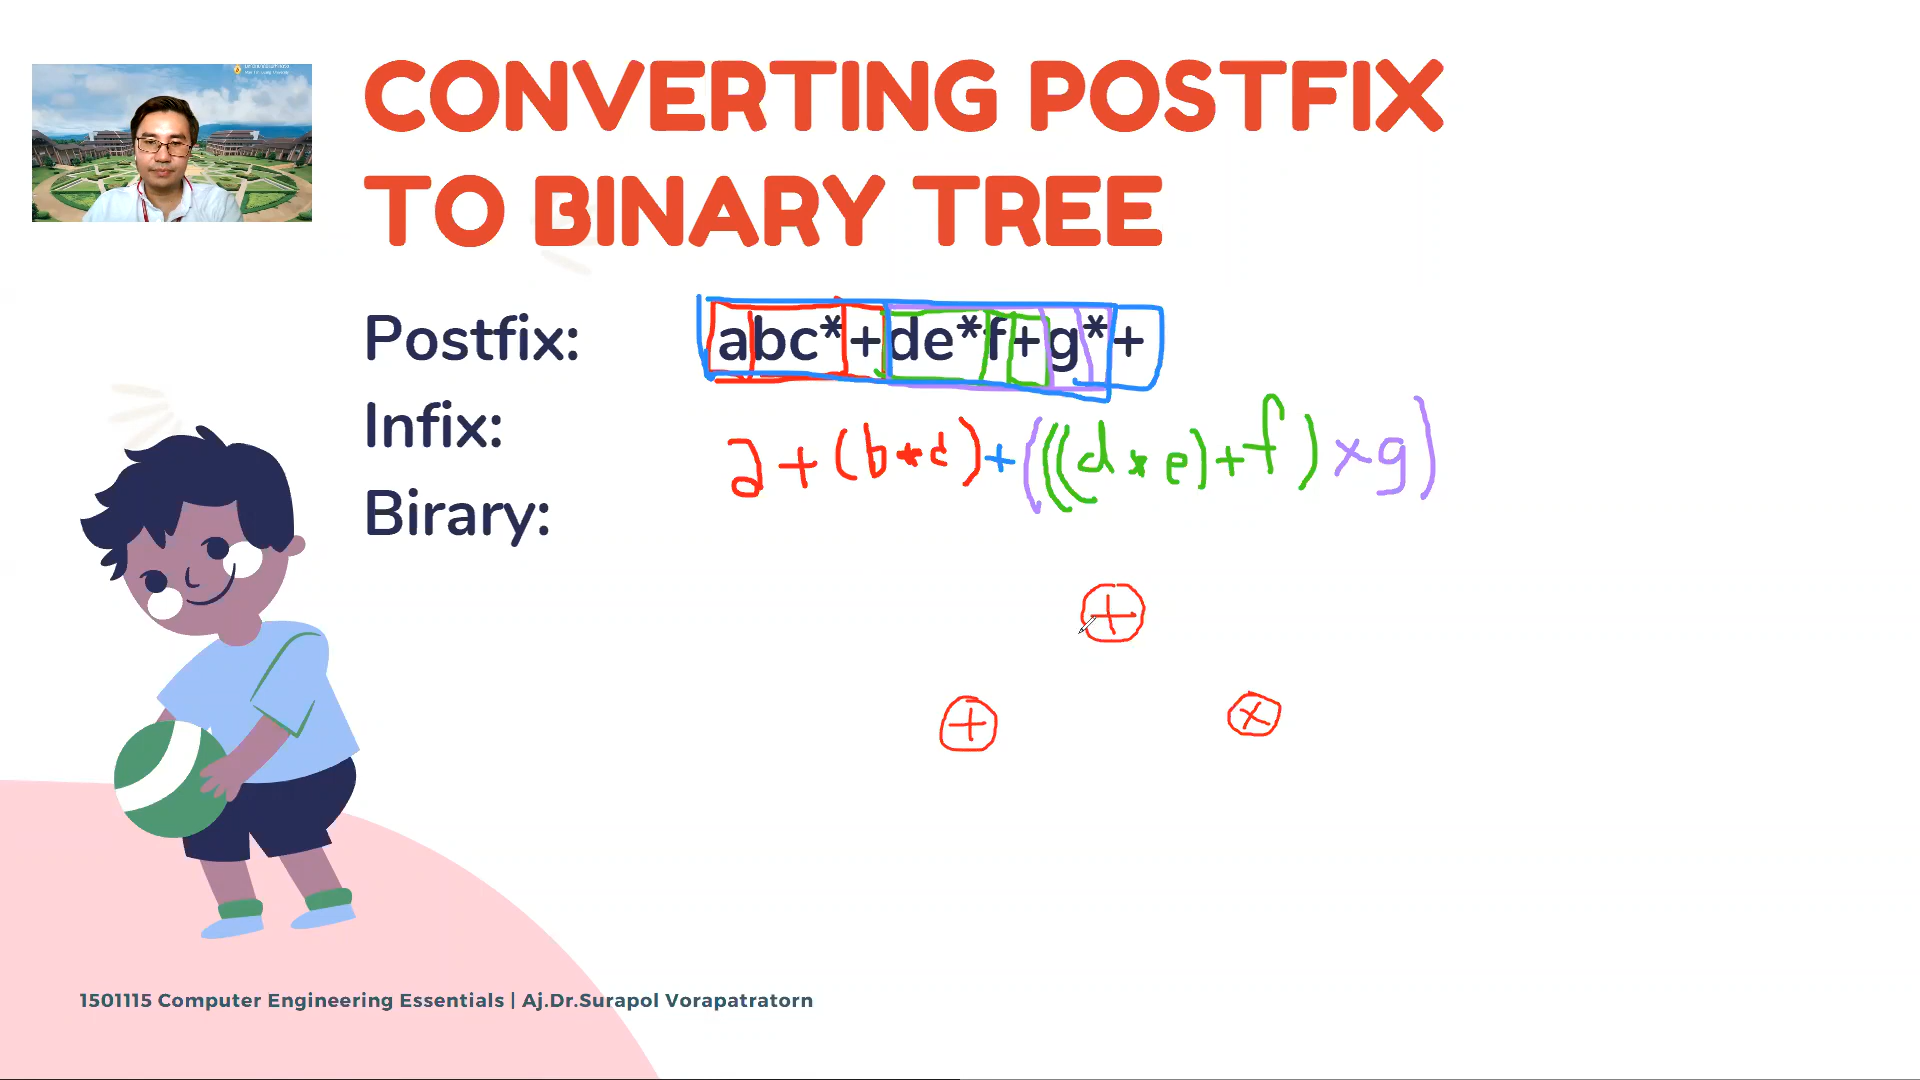 CONVERTING POSTFIX
TO BINARY TREE
Postfix: abc*+de*f+g*+
Infix: a+(b*c)+(((d*e)+f)×g)
Birary:
+
+ ×
1501115 Computer Engineering Essentials | Aj.Dr.Surapol Vorapatratorn